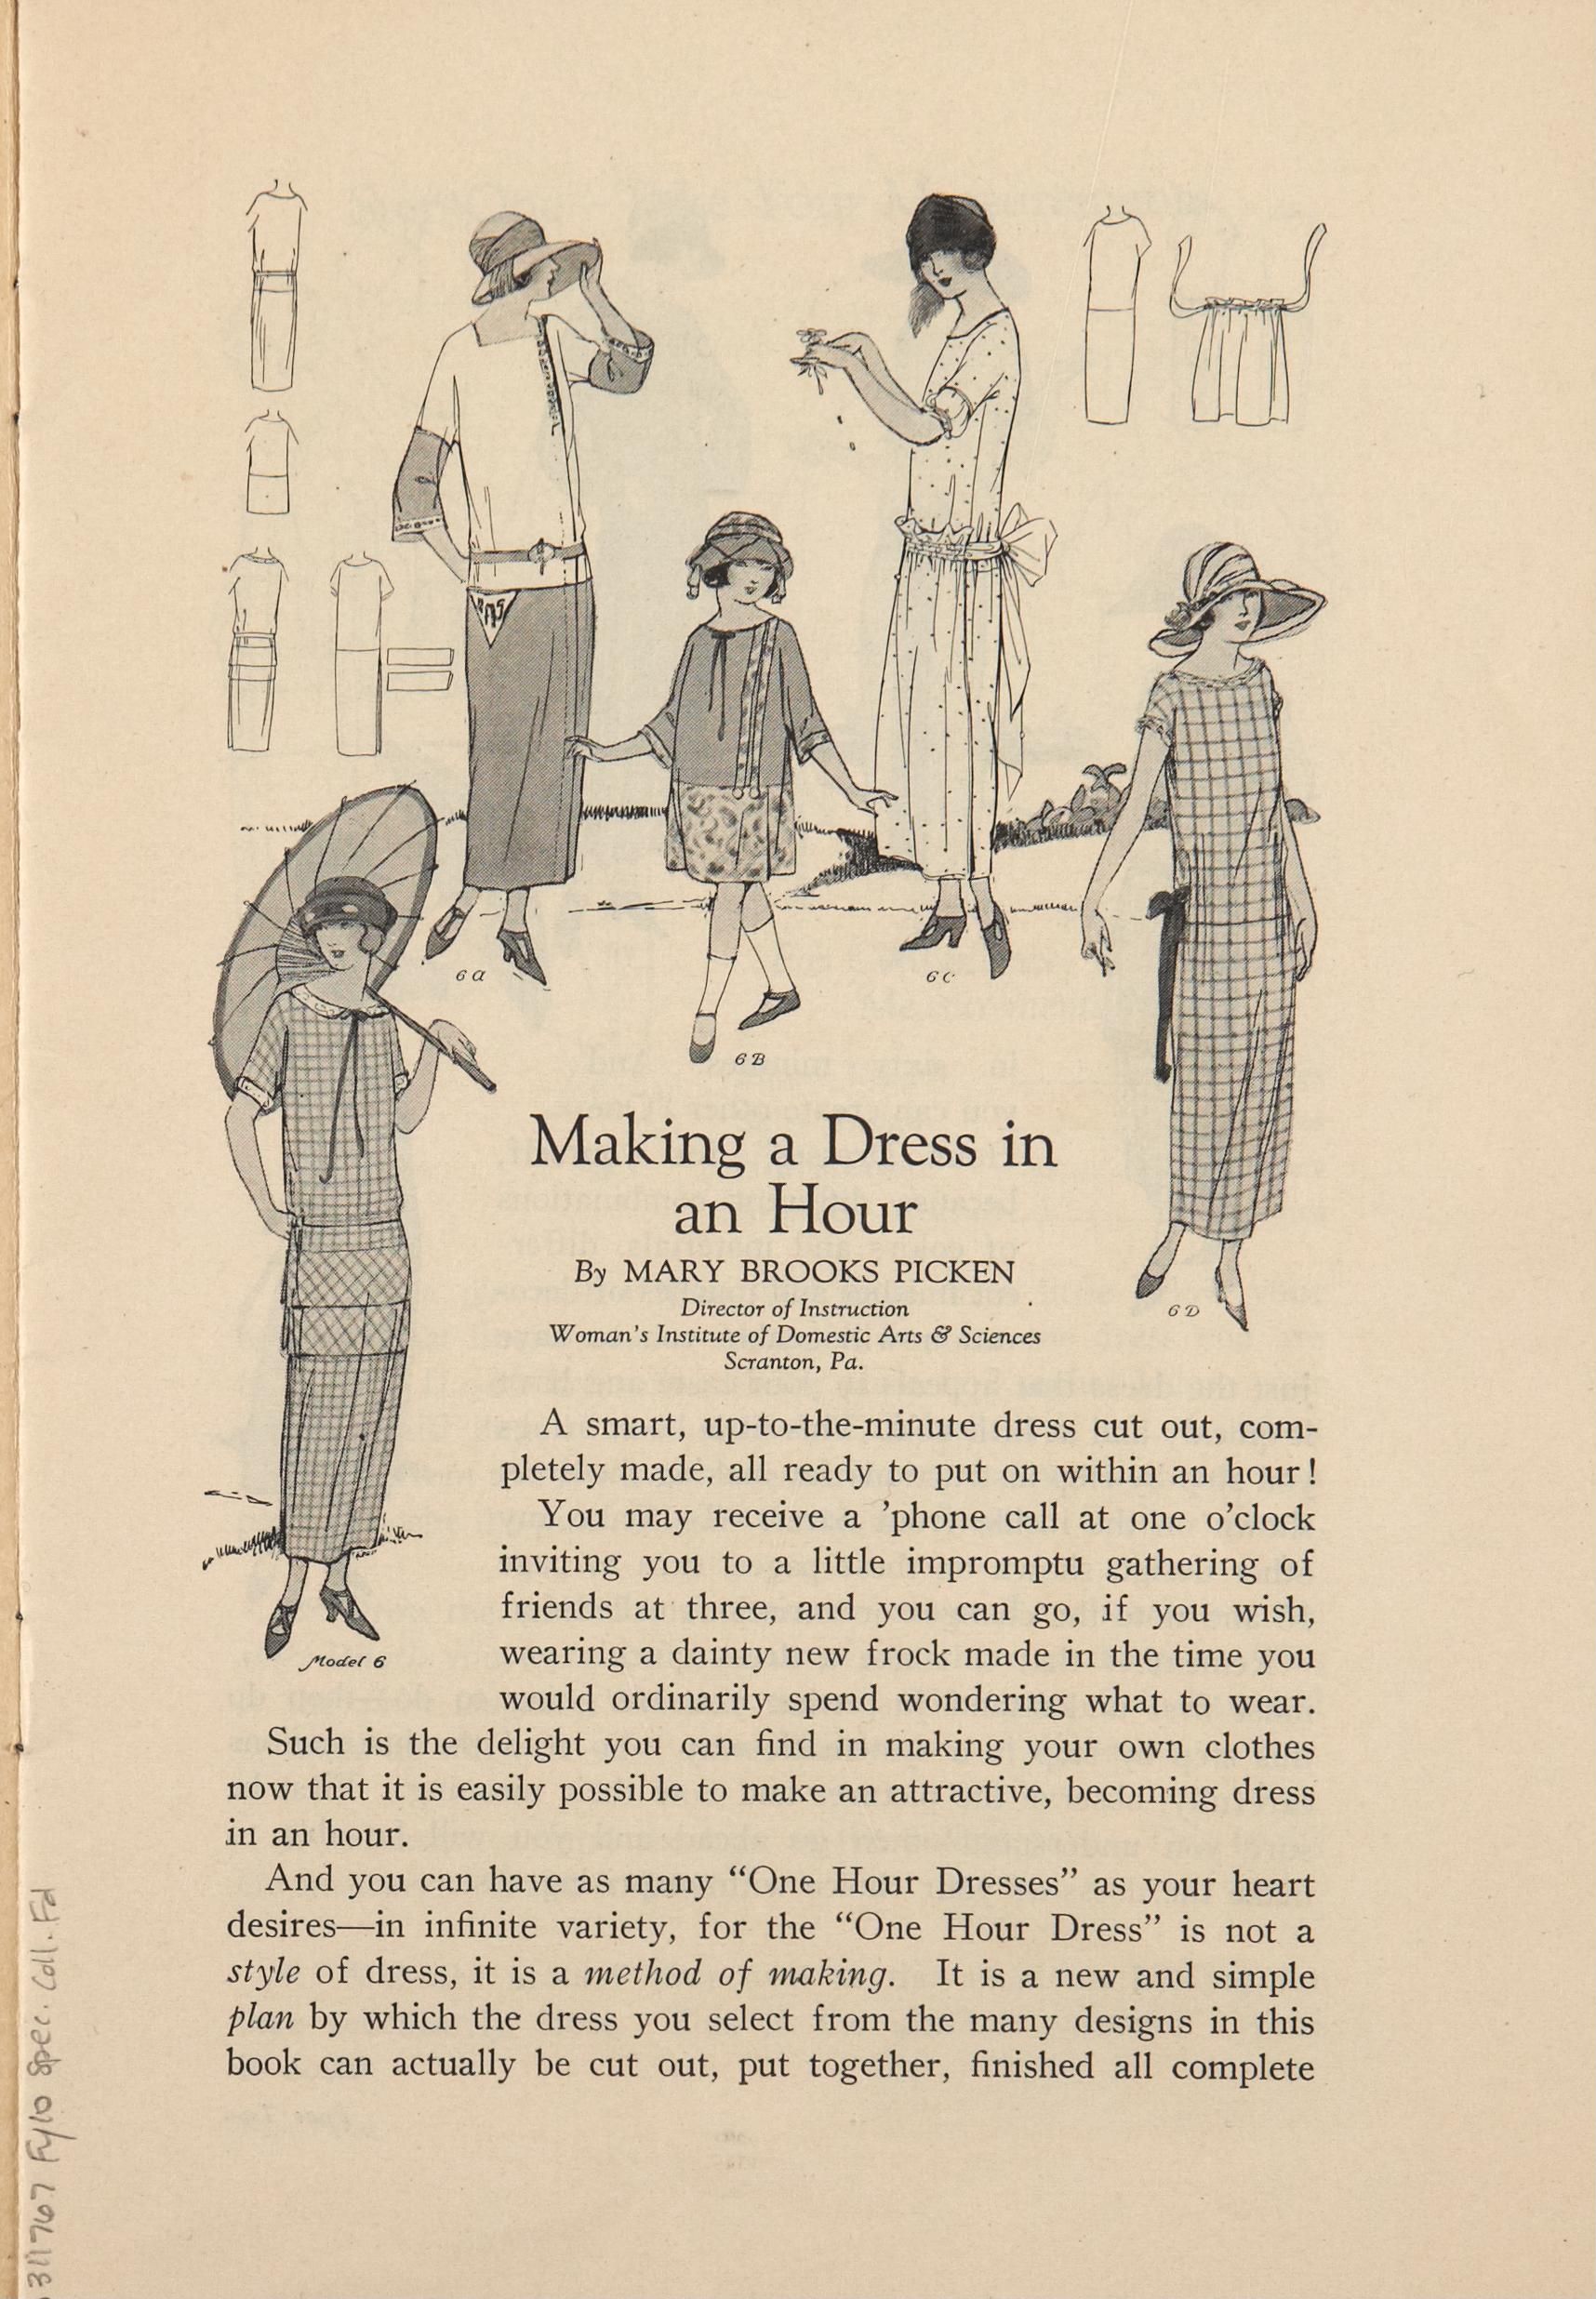 6A
6C
6B
6D
Making a Dress in
an Hour
By MARY BROOKS PICKEN
Director of Instruction
Woman's Institute of Domestic Arts & Sciences
Scranton, Pa.
Model 6
A smart, up-to-the-minute dress cut out, com-
pletely made, all ready to put on within an hour!
You may receive a 'phone call at one o'clock
inviting you to a little impromptu gathering of
friends at three, and you can go, if you wish,
wearing a dainty new frock made in the time you
would ordinarily spend wondering what to wear.
Such is the delight you can find in making your own clothes
now that it is easily possible to make an attractive, becoming dress
in an hour.
And you can have as many “One Hour Dresses” as your heart
desires—in infinite variety, for the “One Hour Dress” is not a
style of dress, it is a method of making. It is a new and simple
plan by which the dress you select from the many designs in this
book can actually be cut out, put together, finished all complete
311767 Fy10 Spec. Coll. Fd